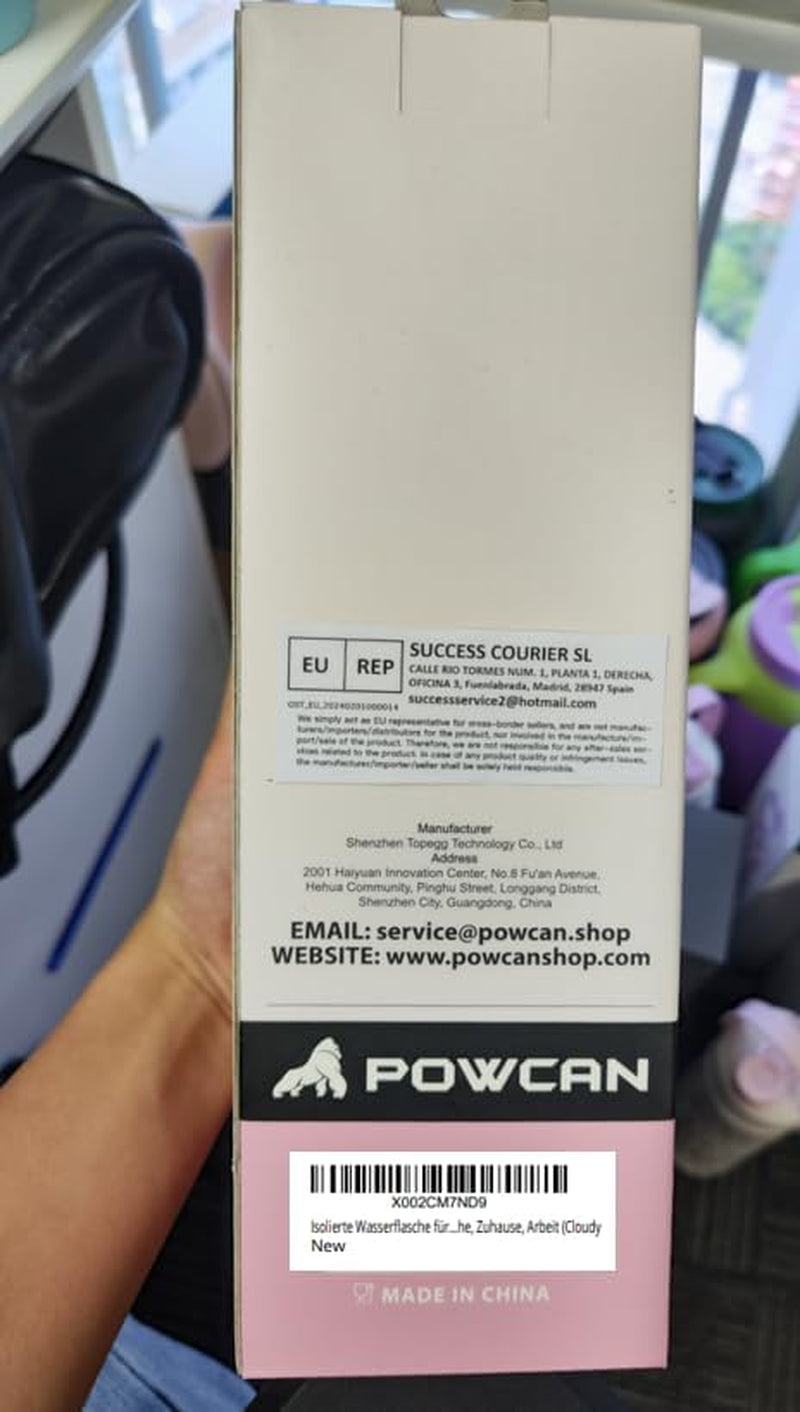 EU REP
SUCCESS COURIER SL
CALLE RIO TORMES NUM. 1, PLANTA 1, DERECHA,
OFICINA 3, Fuenlabrada, Madrid, 28947 Spain
successservice2@hotmail.com
We simply act as EU representative for cross-border sellers, and are not manufac-
turers/importers/distributors for the product, nor involved in the manufacture/im-
port/sale of the product. Therefore, we are not responsible for any after-sales ser-
vices related to the product. In case of any product quality or infringement issues,
the manufacturer/importer/seller shall be solely held responsible.
Manufacturer
Shenzhen Topegg Technology Co., Ltd
Address
2001 Haiyuan Innovation Center, No.8 Fu'an Avenue,
Hehua Community, Pinghu Street, Longgang District,
Shenzhen City, Guangdong, China
EMAIL: service@powcan.shop
WEBSITE: www.powcanshop.com
POWCAN
X002CM7ND9
Isolierte Wasserflasche für...he, Zuhause, Arbeit (Cloudy
New
MADE IN CHINA